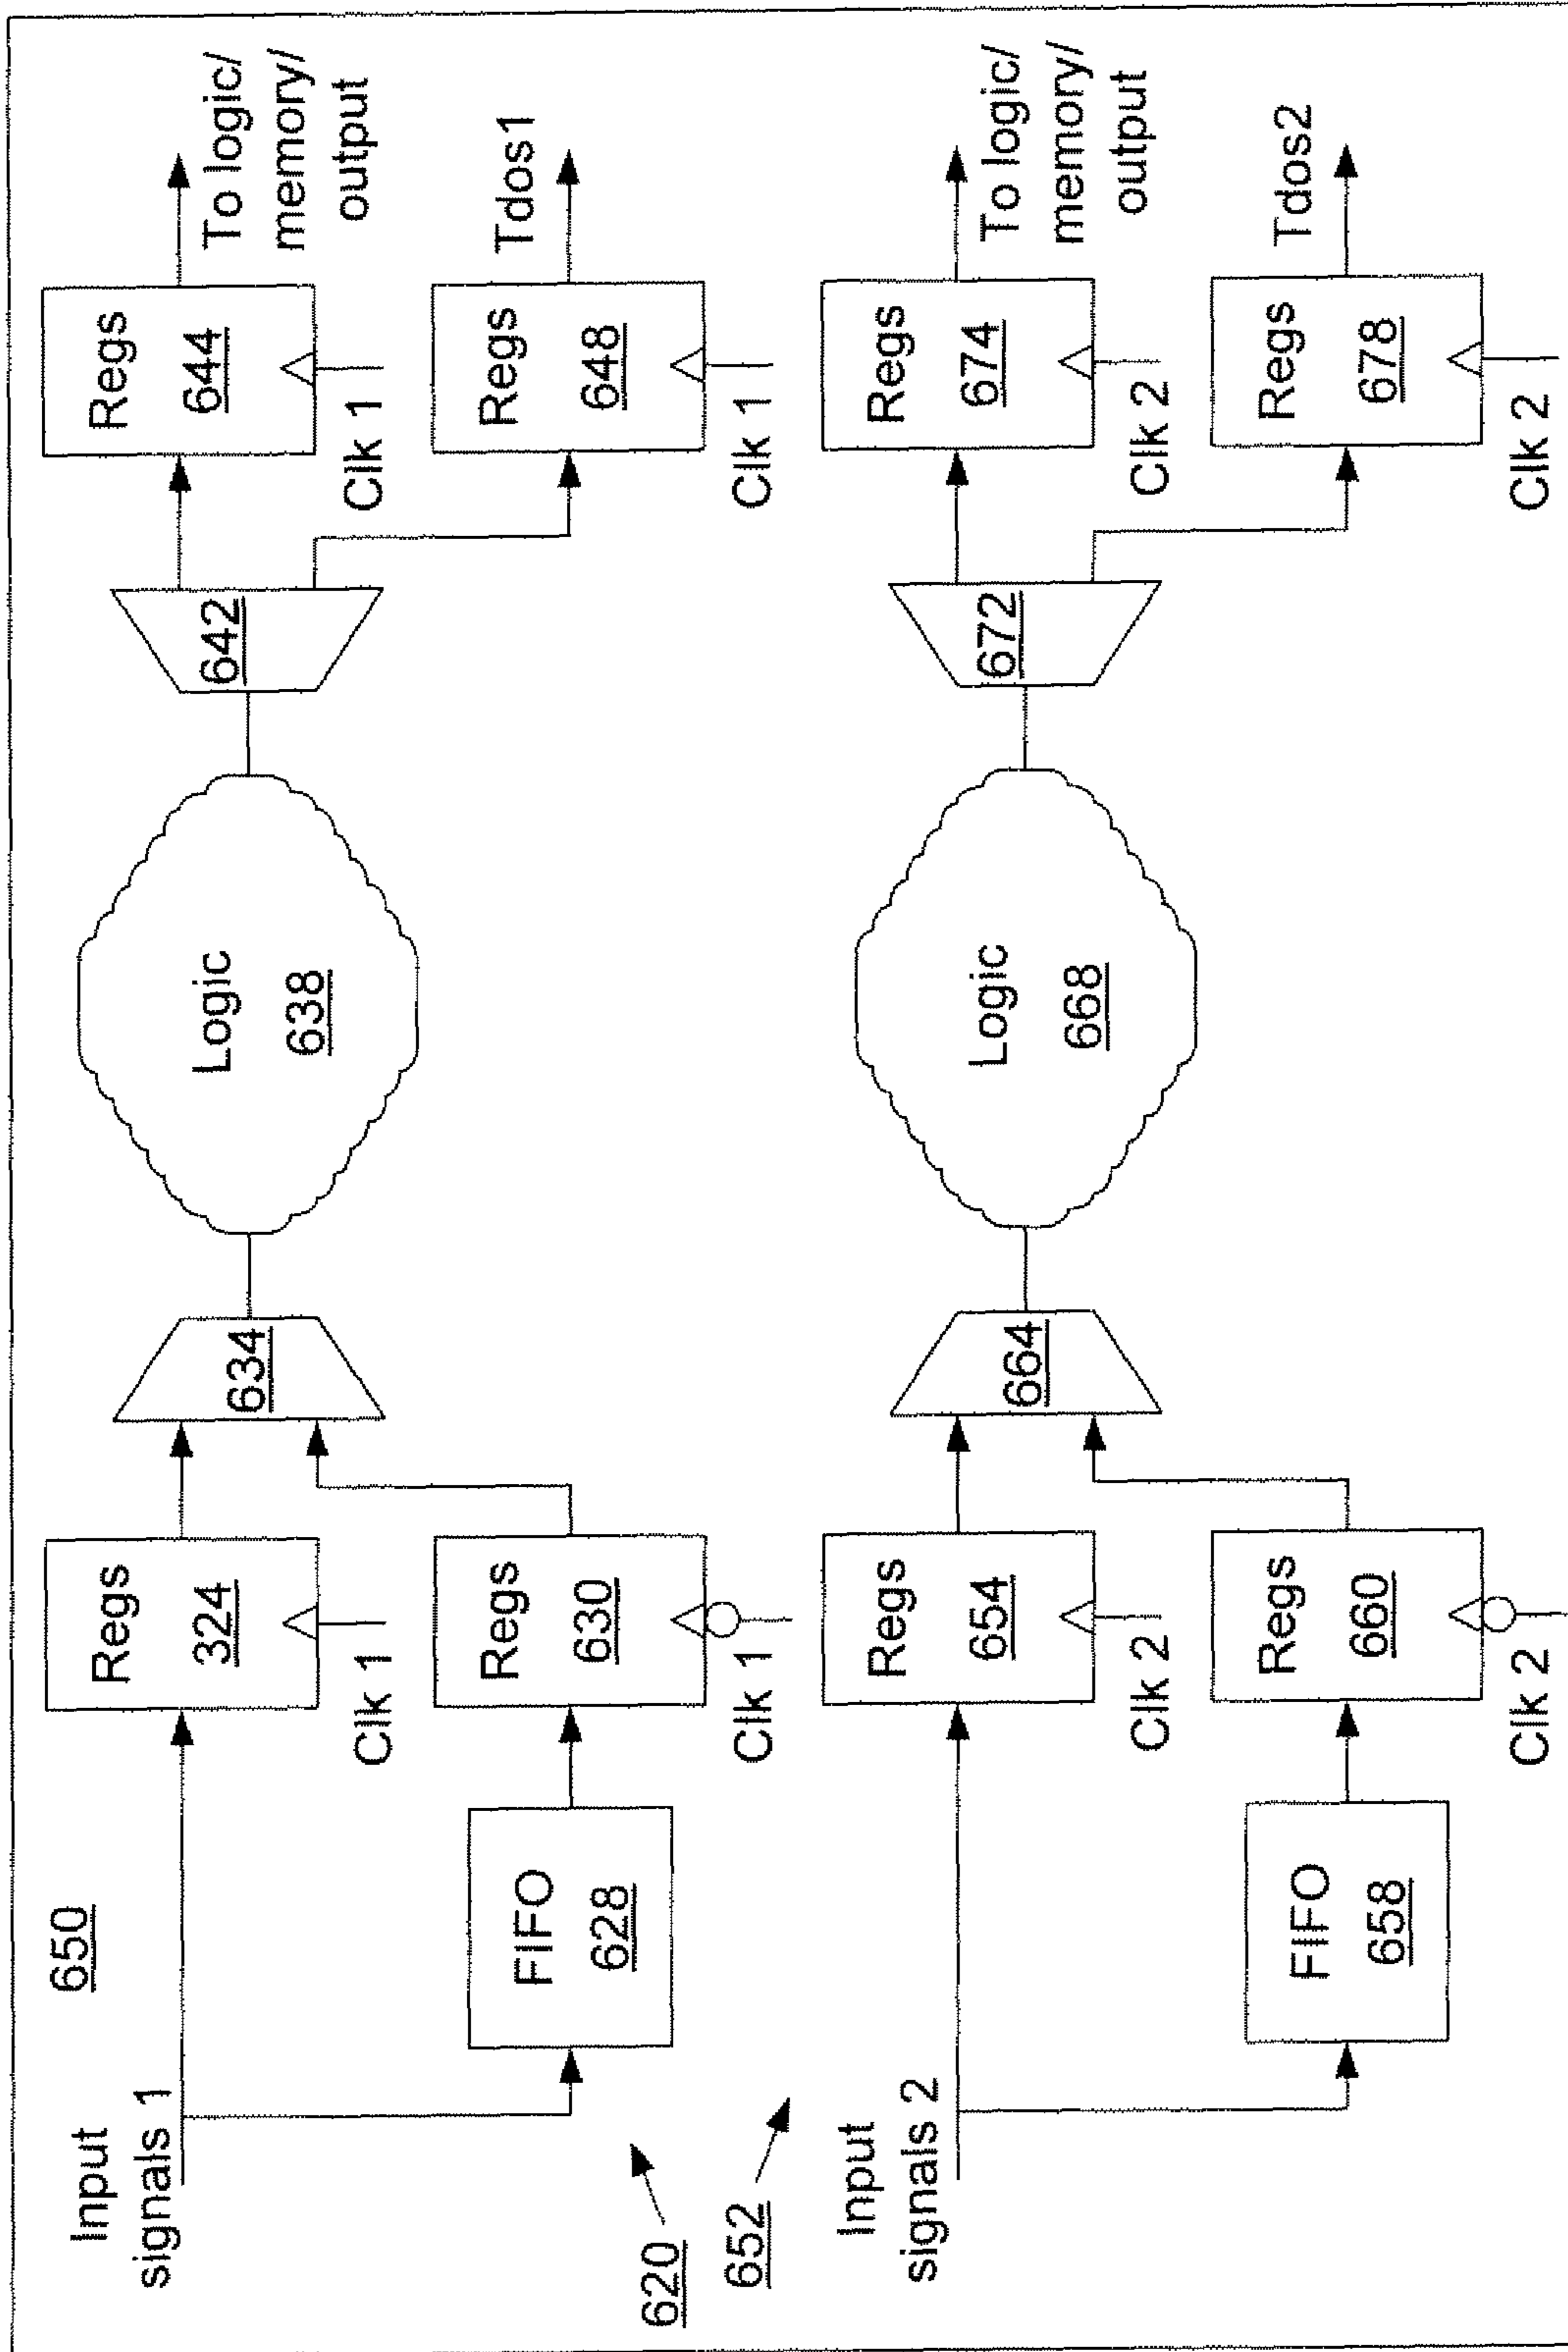 650
Input
signals 1
Regs
324
Clk 1
FIFO
628
Regs
630
Clk 1
634
Logic
638
642
Regs
644
Clk 1
To logic/
memory/
output
Regs
648
Clk 1
Tdos1
620
652
Input
signals 2
Regs
654
Clk 2
FIFO
658
Regs
660
Clk 2
664
Logic
668
672
Regs
674
Clk 2
To logic/
memory/
output
Regs
678
Clk 2
Tdos2